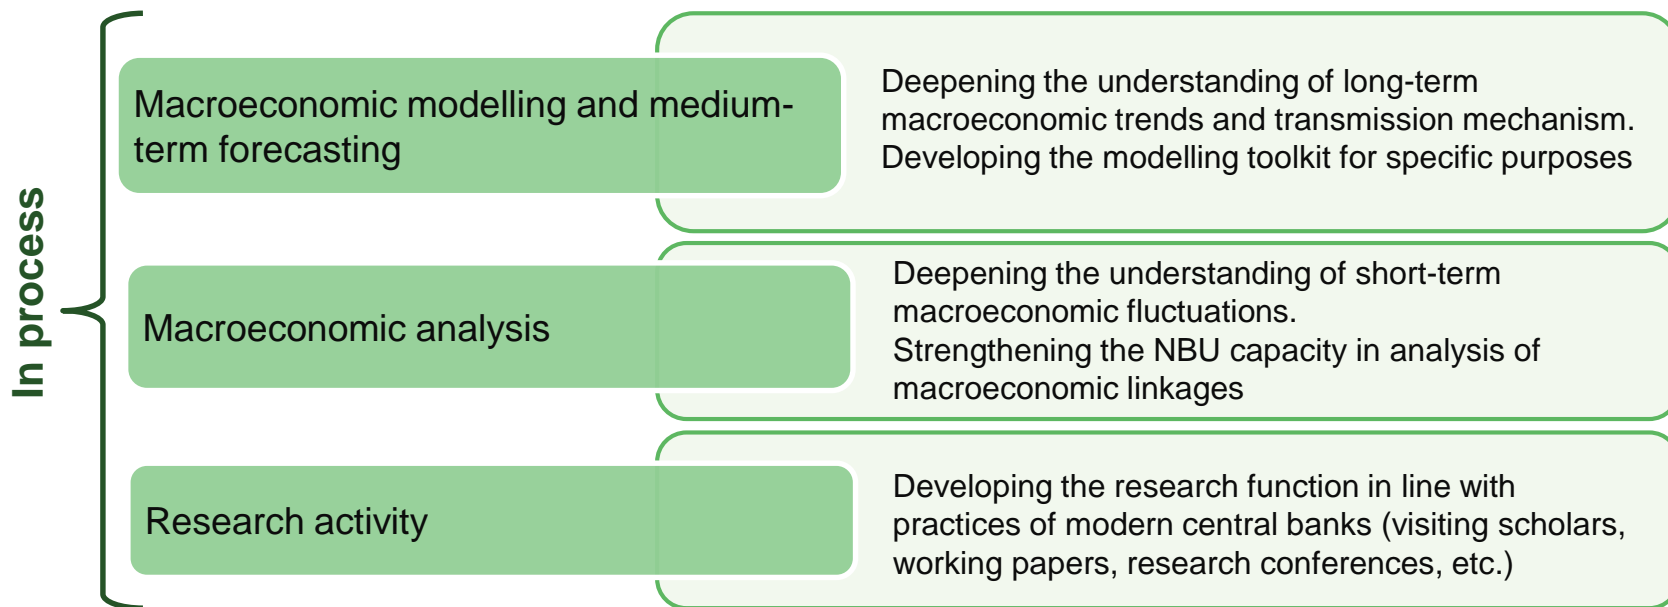 In process
Macroeconomic modelling and medium-
term forecasting
Deepening the understanding of long-term
macroeconomic trends and transmission mechanism.
Developing the modelling toolkit for specific purposes
Macroeconomic analysis
Deepening the understanding of short-term
macroeconomic fluctuations.
Strengthening the NBU capacity in analysis of
macroeconomic linkages
Research activity
Developing the research function in line with
practices of modern central banks (visiting scholars,
working papers, research conferences, etc.)